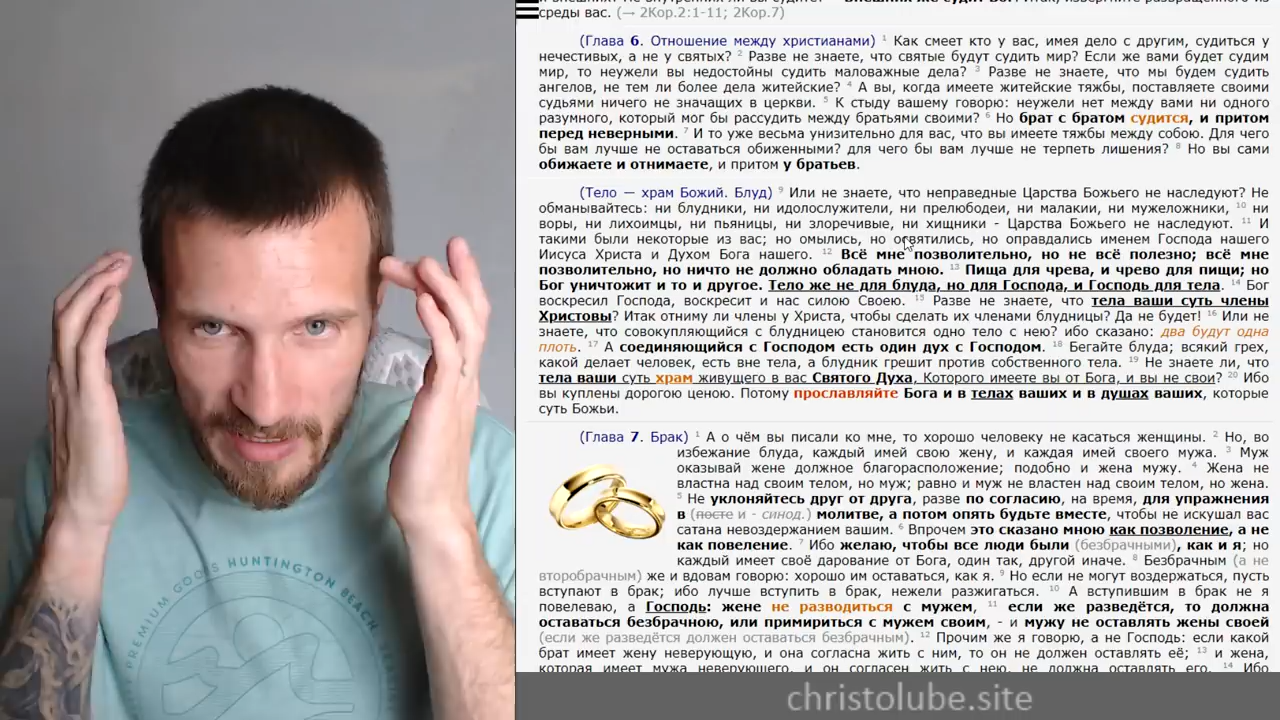 среды вас. (→ 2Кор.2:1-11; 2Кор.7)
(Глава 6. Отношение между христианами) 1 Как смеет кто у вас, имея дело с другим, судиться у
нечестивых, а не у святых? 2 Разве не знаете, что святые будут судить мир? Если же вами будет судим
мир, то неужели вы недостойны судить маловажные дела? 3 Разве не знаете, что мы будем судить
ангелов, не тем ли более дела житейские? 4 А вы, когда имеете житейские тяжбы, поставляете своими
судьями ничего не значащих в церкви. 5 К стыду вашему говорю: неужели нет между вами ни одного
разумного, который мог бы рассудить между братьями своими? 6 Но брат с братом судится, и притом
перед неверными. 7 И то уже весьма унизительно для вас, что вы имеете тяжбы между собою. Для чего
бы вам лучше не оставаться обиженными? для чего бы вам лучше не терпеть лишения? 8 Но вы сами
обижаете и отнимаете, и притом у братьев.
(Тело — храм Божий. Блуд) 9 Или не знаете, что неправедные Царства Божьего не наследуют? Не
обманывайтесь: ни блудники, ни идолослужители, ни прелюбодеи, ни малакии, ни мужеложники, 10 ни
воры, ни лихоимцы, ни пьяницы, ни злоречивые, ни хищники - Царства Божьего не наследуют. 11 И
такими были некоторые из вас; но омылись, но освятились, но оправдались именем Господа нашего
Иисуса Христа и Духом Бога нашего. 12 Всё мне позволительно, но не всё полезно; всё мне
позволительно, но ничто не должно обладать мною. 13 Пища для чрева, и чрево для пищи; но
Бог уничтожит и то и другое. Тело же не для блуда, но для Господа, и Господь для тела. 14 Бог
воскресил Господа, воскресит и нас силою Своею. 15 Разве не знаете, что тела ваши суть члены
Христовы? Итак отниму ли члены у Христа, чтобы сделать их членами блудницы? Да не будет! 16 Или не
знаете, что совокупляющийся с блудницею становится одно тело с нею? ибо сказано: два будут одна
плоть. 17 А соединяющийся с Господом есть один дух с Господом. 18 Бегайте блуда; всякий грех,
какой делает человек, есть вне тела, а блудник грешит против собственного тела. 19 Не знаете ли, что
тела ваши суть храм живущего в вас Святого Духа, Которого имеете вы от Бога, и вы не свои? 20 Ибо
вы куплены дорогою ценою. Потому прославляйте Бога и в телах ваших и в душах ваших, которые
суть Божьи.
(Глава 7. Брак) 1 А о чём вы писали ко мне, то хорошо человеку не касаться женщины. 2 Но, во
избежание блуда, каждый имей свою жену, и каждая имей своего мужа. 3 Муж
оказывай жене должное благорасположение; подобно и жена мужу. 4 Жена не
властна над своим телом, но муж; равно и муж не властен над своим телом, но жена.
5 Не уклоняйтесь друг от друга, разве по согласию, на время, для упражнения
в (посте и - синод.) молитве, а потом опять будьте вместе, чтобы не искушал вас
сатана невоздержанием вашим. 6 Впрочем это сказано мною как позволение, а не
как повеление. 7 Ибо желаю, чтобы все люди были (безбрачными), как и я; но
каждый имеет своё дарование от Бога, один так, другой иначе. 8 Безбрачным (а не
второбрачным) же и вдовам говорю: хорошо им оставаться, как я. 9 Но если не могут воздержаться, пусть
вступают в брак; ибо лучше вступить в брак, нежели разжигаться. 10 А вступившим в брак не я
повелеваю, а Господь: жене не разводиться с мужем, 11 если же разведётся, то должна
оставаться безбрачною, или примириться с мужем своим, - и мужу не оставлять жены своей
(если же разведётся должен оставаться безбрачным). 12 Прочим же я говорю, а не Господь: если какой
брат имеет жену неверующую, и она согласна жить с ним, то он не должен оставлять её; 13 и жена,
которая имеет мужа неверующего, и он согласен жить с нею, не должна оставлять его. 14 Ибо
christolube.site
PREMIUM GOODS HUNTINGTON BEACH